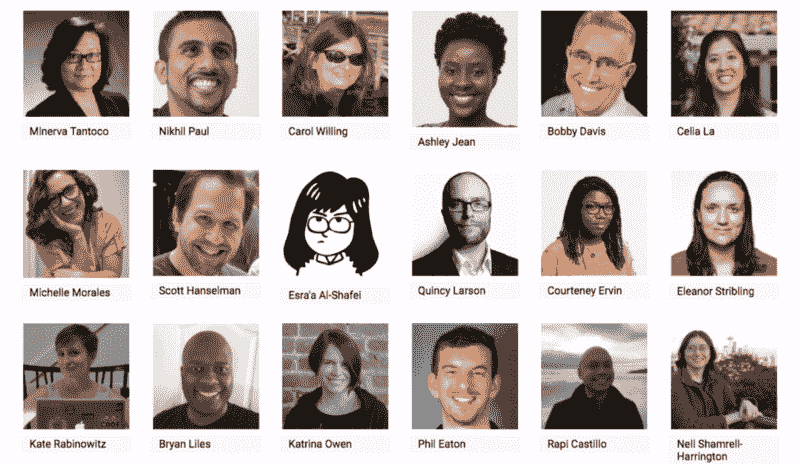 Minerva Tantoco
Nikhil Paul
Carol Willing
Ashley Jean
Bobby Davis
Celia La
Michelle Morales
Scott Hanselman
Esra'a Al-Shafei
Quincy Larson
Courteney Ervin
Eleanor Stribling
Kate Rabinowitz
Bryan Liles
Katrina Owen
Phil Eaton
Rapi Castillo
Nell Shamrell-
Harrington